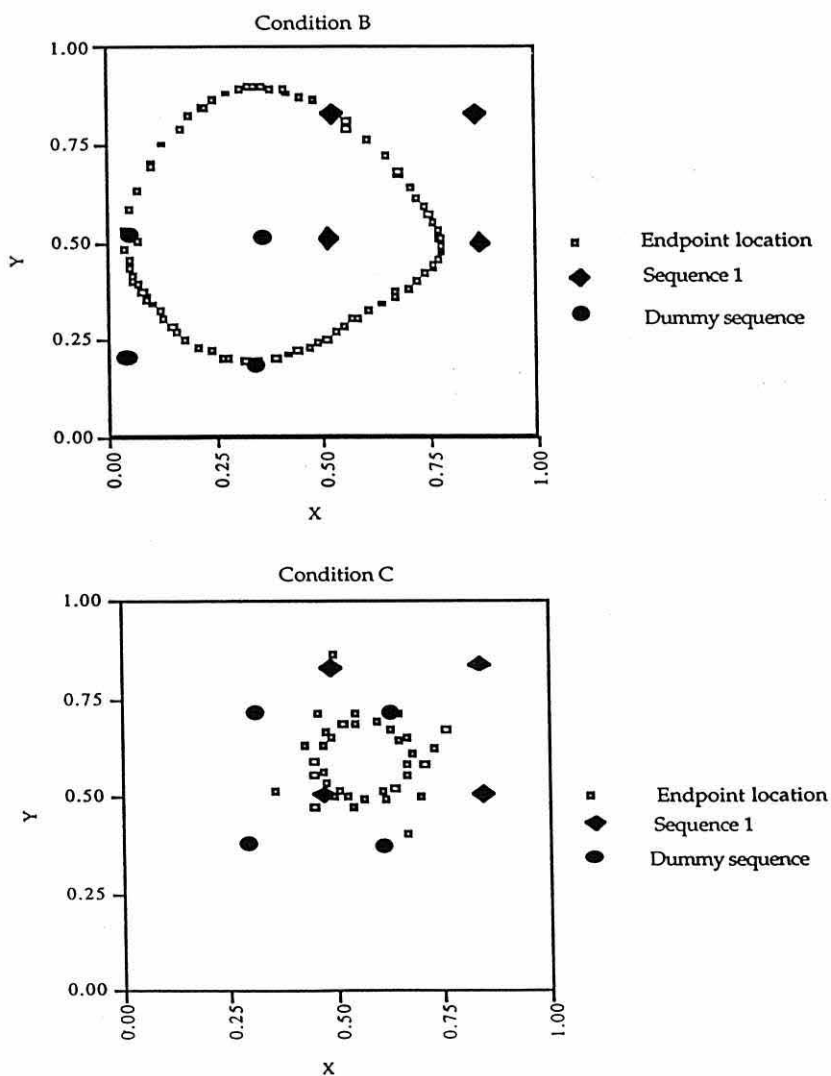 Condition B
1.00
0.75
0.50
0.25
0.00
Y
0.00
0.25
0.50
0.75
1.00
X
Endpoint location
Sequence 1
Dummy sequence
Condition C
1.00
0.75
0.50
0.25
0.00
Y
0.00
0.25
0.50
0.75
1.00
X
Endpoint location
Sequence 1
Dummy sequence